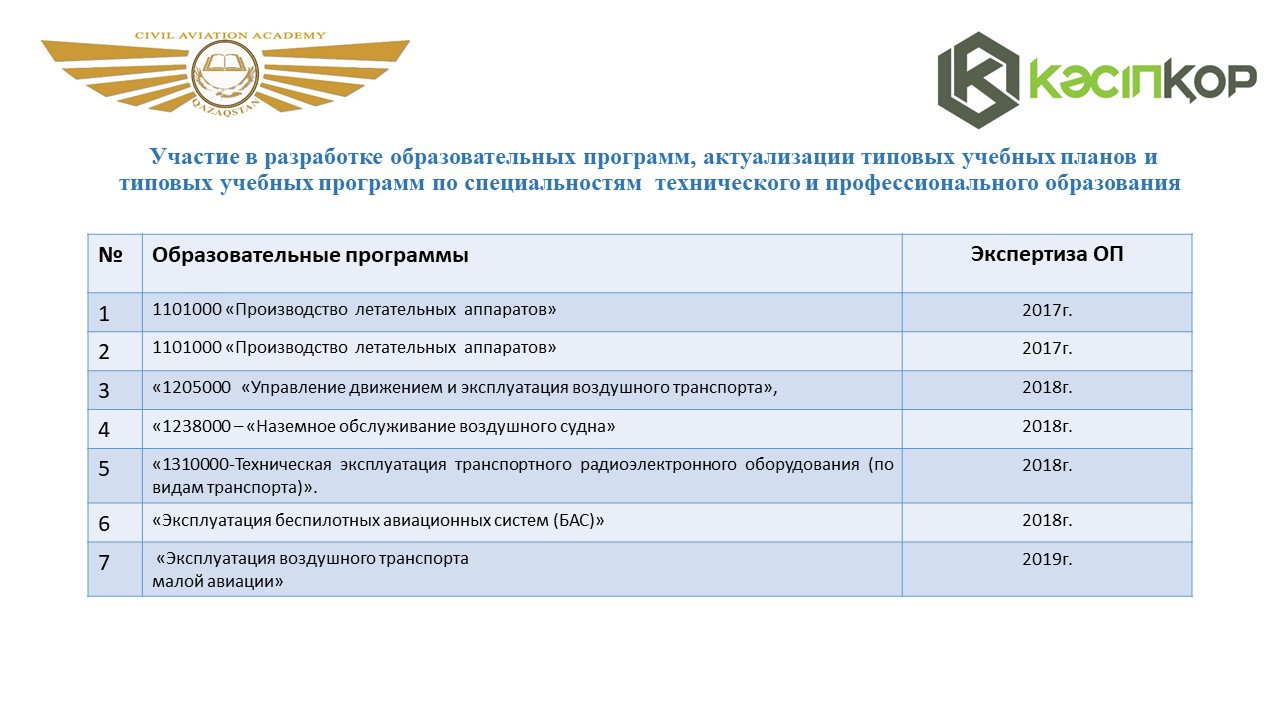 CIVIL AVIATION ACADEMY
QAZAQSTAN
кәсіпқор
Участие в разработке образовательных программ, актуализации типовых учебных планов и
типовых учебных программ по специальностям технического и профессионального образования
№ Образовательные программы Экспертиза ОП
1 1101000 «Производство летательных аппаратов» 2017г.
2 1101000 «Производство летательных аппаратов» 2017г.
3 «1205000 «Управление движением и эксплуатация воздушного транспорта», 2018г.
4 «1238000 – «Наземное обслуживание воздушного судна» 2018г.
5 «1310000-Техническая эксплуатация транспортного радиоэлектронного оборудования (по 2018г.
видам транспорта)».
6 «Эксплуатация беспилотных авиационных систем (БАС)» 2018г.
7 «Эксплуатация воздушного транспорта 2019г.
малой авиации»